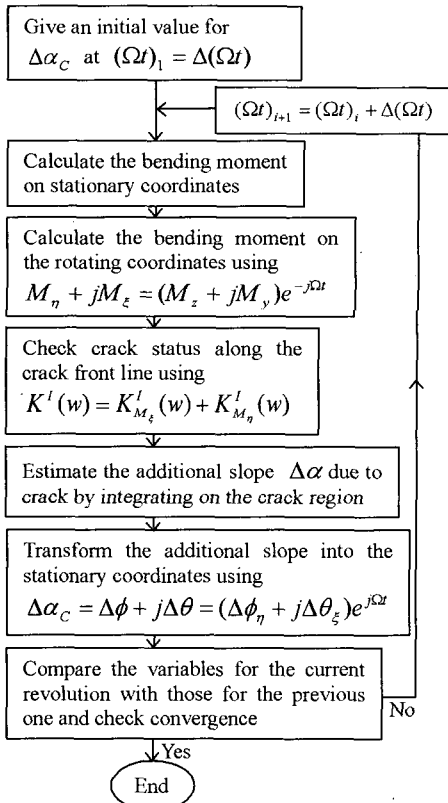 Give an initial value for
Δα_C at (Ωt)_1 = Δ(Ωt)
(Ωt)_{i+1} = (Ωt)_i + Δ(Ωt)
Calculate the bending moment
on stationary coordinates
Calculate the bending moment on
the rotating coordinates using
M_η + jM_ξ = (M_z + jM_y)e^{-jΩt}
Check crack status along the
crack front line using
K^I(w) = K^I_{M_ξ}(w) + K^I_{M_η}(w)
Estimate the additional slope Δα due to
crack by integrating on the crack region
Transform the additional slope into the
stationary coordinates using
Δα_C = Δϕ + jΔθ = (Δϕ_η + jΔθ_ξ)e^{jΩt}
Compare the variables for the current
revolution with those for the previous
one and check convergence
No
Yes
End